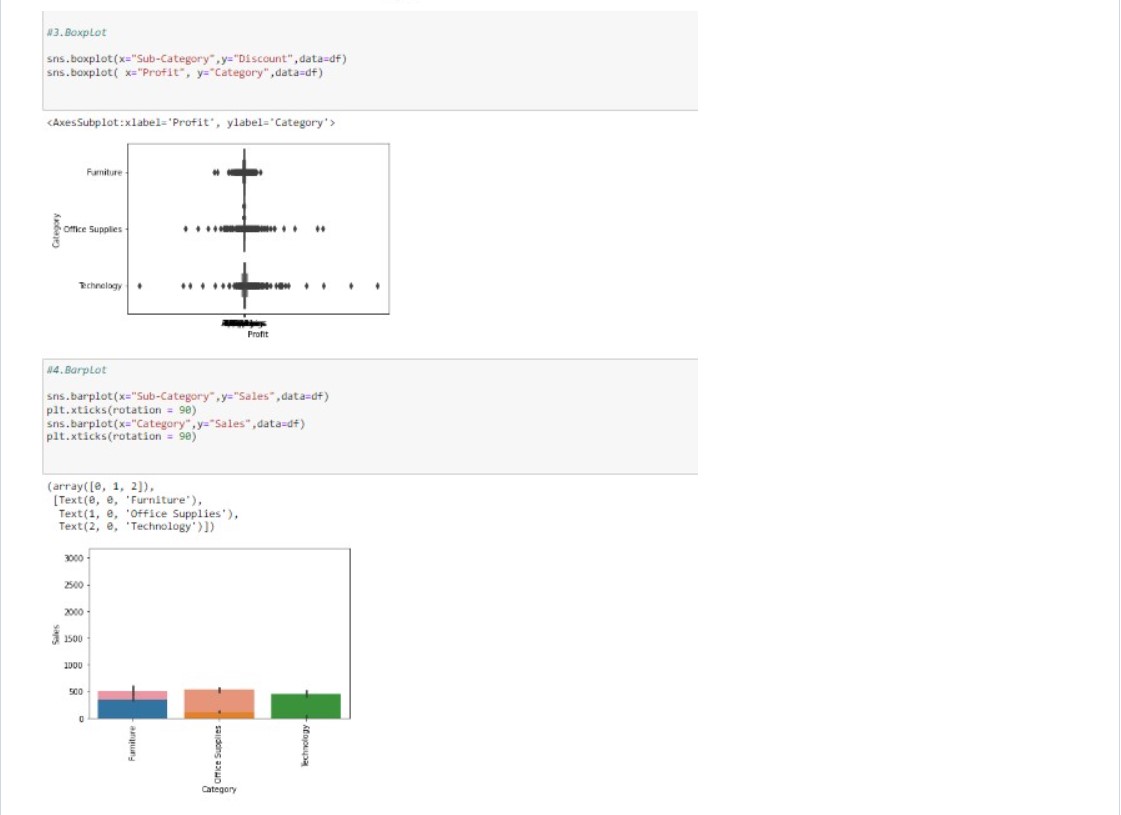 #3.Boxplot
sns.boxplot(x="Sub-Category",y="Discount",data=df)
sns.boxplot( x="Profit", y="Category",data=df)
<AxesSubplot:xlabel='Profit', ylabel='Category'>
Furniture
Office Supplies
Technology
Category
Profit
#4.Barplot
sns.barplot(x="Sub-Category",y="Sales",data=df)
plt.xticks(rotation = 90)
sns.barplot(x="Category",y="Sales",data=df)
plt.xticks(rotation = 90)
(array([0, 1, 2]),
[Text(0, 0, 'Furniture'),
Text(1, 0, 'Office Supplies'),
Text(2, 0, 'Technology')])
3000
2500
2000
1500
1000
500
0
Sales
Furniture
Office Supplies
Technology
Category